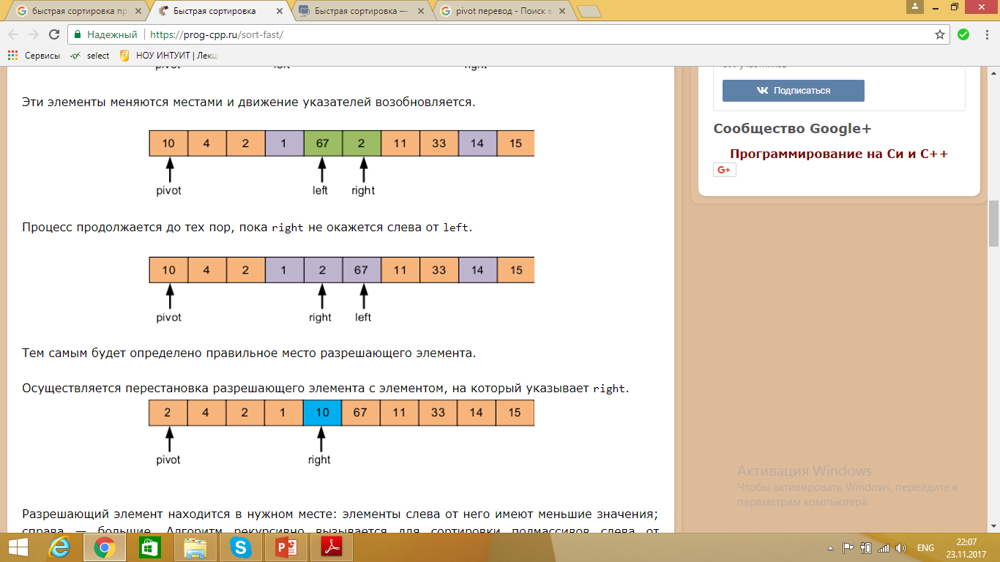 быстрая сортировка пр
Быстрая сортировка
Быстрая сортировка —
pivot перевод - Поиск в
Надежный https://prog-cpp.ru/sort-fast/
Сервисы select НОУ ИНТУИТ | Лекц
pivot left right
Эти элементы меняются местами и движение указателей возобновляется.
10 4 2 1 67 2 11 33 14 15
pivot left right
Процесс продолжается до тех пор, пока right не окажется слева от left.
10 4 2 1 2 67 11 33 14 15
pivot right left
Тем самым будет определено правильное место разрешающего элемента.
Осуществляется перестановка разрешающего элемента с элементом, на который указывает right.
2 4 2 1 10 67 11 33 14 15
pivot right
Разрешающий элемент находится в нужном месте: элементы слева от него имеют меньшие значения;
справа — большие. Алгоритм рекурсивно вызывается для сортировки подмассивов слева от
Подписаться
Сообщество Google+
Программирование на Си и С++
G+
Активация Windows
Чтобы активировать Windows, перейдите к
параметрам компьютера.
ENG
22:07
23.11.2017